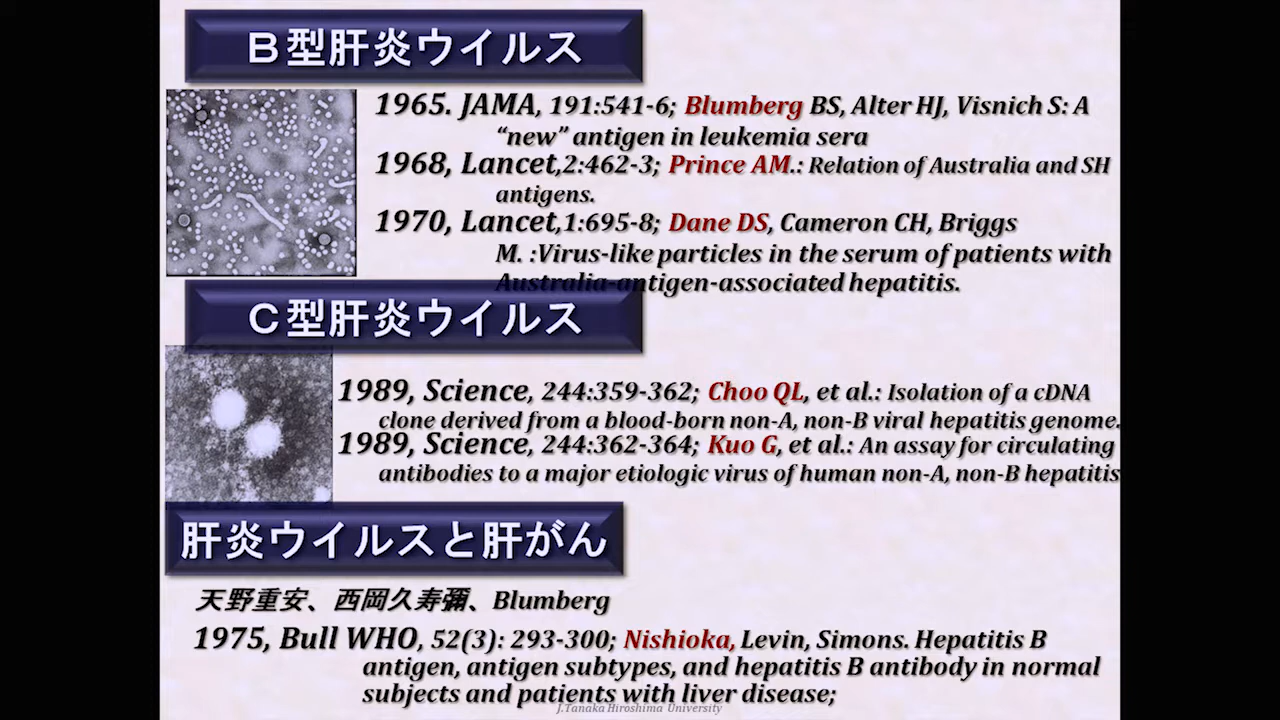 B型肝炎ウイルス
1965. JAMA, 191:541-6; Blumberg BS, Alter HJ, Visnich S: A
“new” antigen in leukemia sera
1968, Lancet,2:462-3; Prince AM.: Relation of Australia and SH
antigens.
1970, Lancet,1:695-8; Dane DS, Cameron CH, Briggs
M. :Virus-like particles in the serum of patients with
Australia-antigen-associated hepatitis.
C型肝炎ウイルス
1989, Science, 244:359-362; Choo QL, et al.: Isolation of a cDNA
clone derived from a blood-born non-A, non-B viral hepatitis genome.
1989, Science, 244:362-364; Kuo G, et al.: An assay for circulating
antibodies to a major etiologic virus of human non-A, non-B hepatitis
肝炎ウイルスと肝がん
天野重安、西岡久寿彌、Blumberg
1975, Bull WHO, 52(3): 293-300; Nishioka, Levin, Simons. Hepatitis B
antigen, antigen subtypes, and hepatitis B antibody in normal
subjects and patients with liver disease;
J.Tanaka Hiroshima University